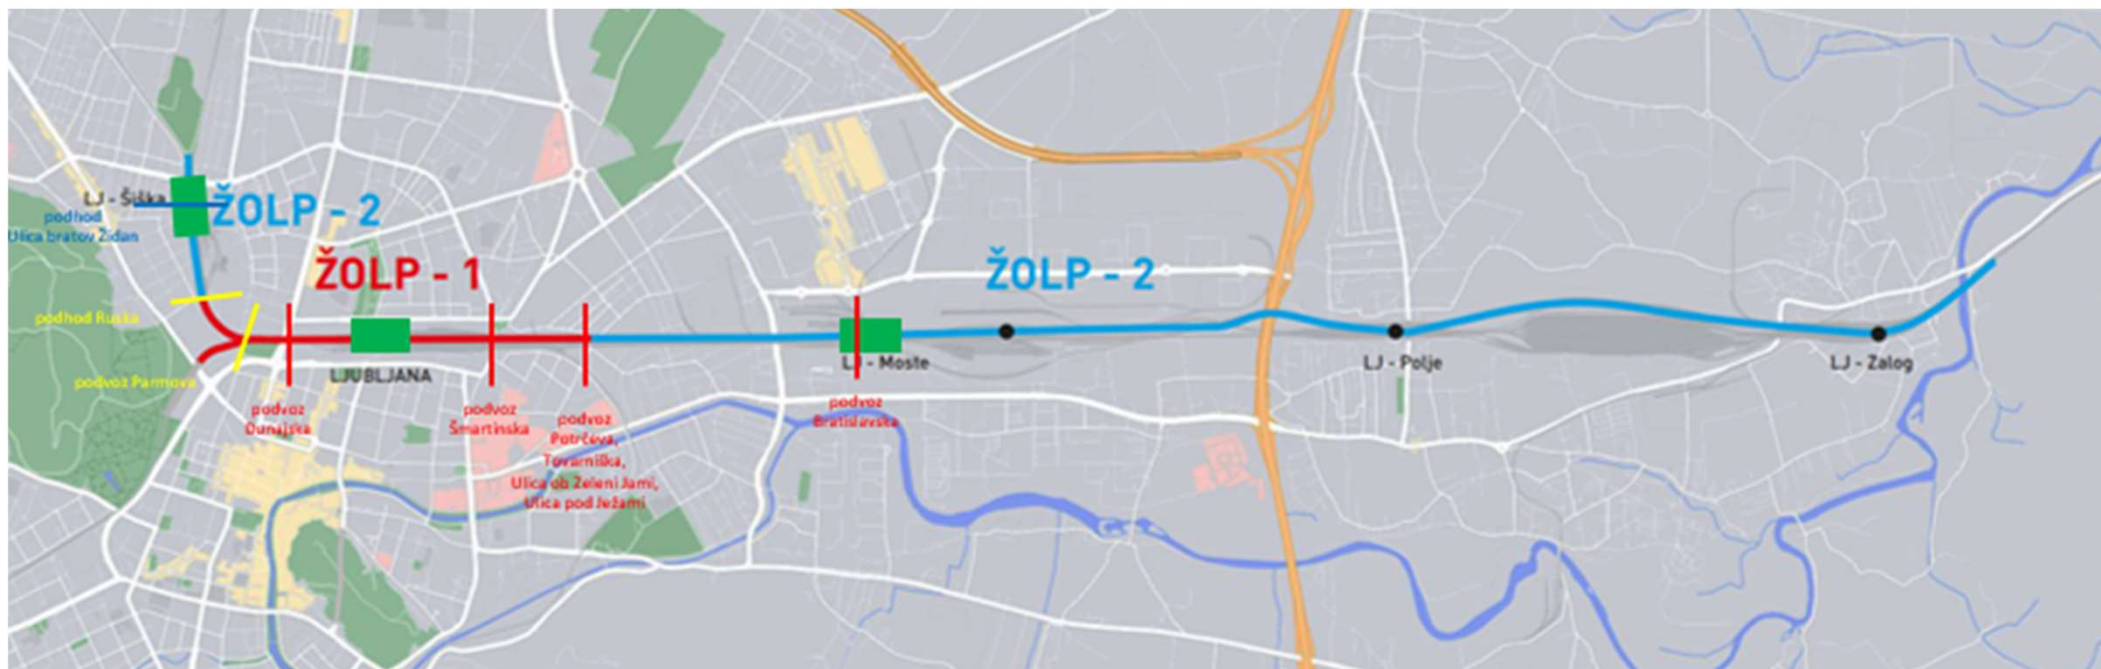 LJ - Šiška
podhod
Ulica bratov Židan
ŽOLP - 2
ŽOLP - 1
ŽOLP - 2
podhod Ruska
podvoz Parmova
LJUBLJANA
LJ - Moste
LJ - Polje
LJ - Zalog
podvoz
Dunajska
podvoz
Šmartinska
podvoz
Potrčeva,
Tovarniška,
Ulica ob Zeleni Jami,
Ulica pod Ježami
podvoz
Bratislavska